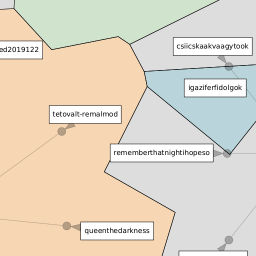 csiicskaakvaagytook
ed2019122
igaziferfidolgok
tetovalt-remalmod
rememberthatnightihopeso
queenthedarkness